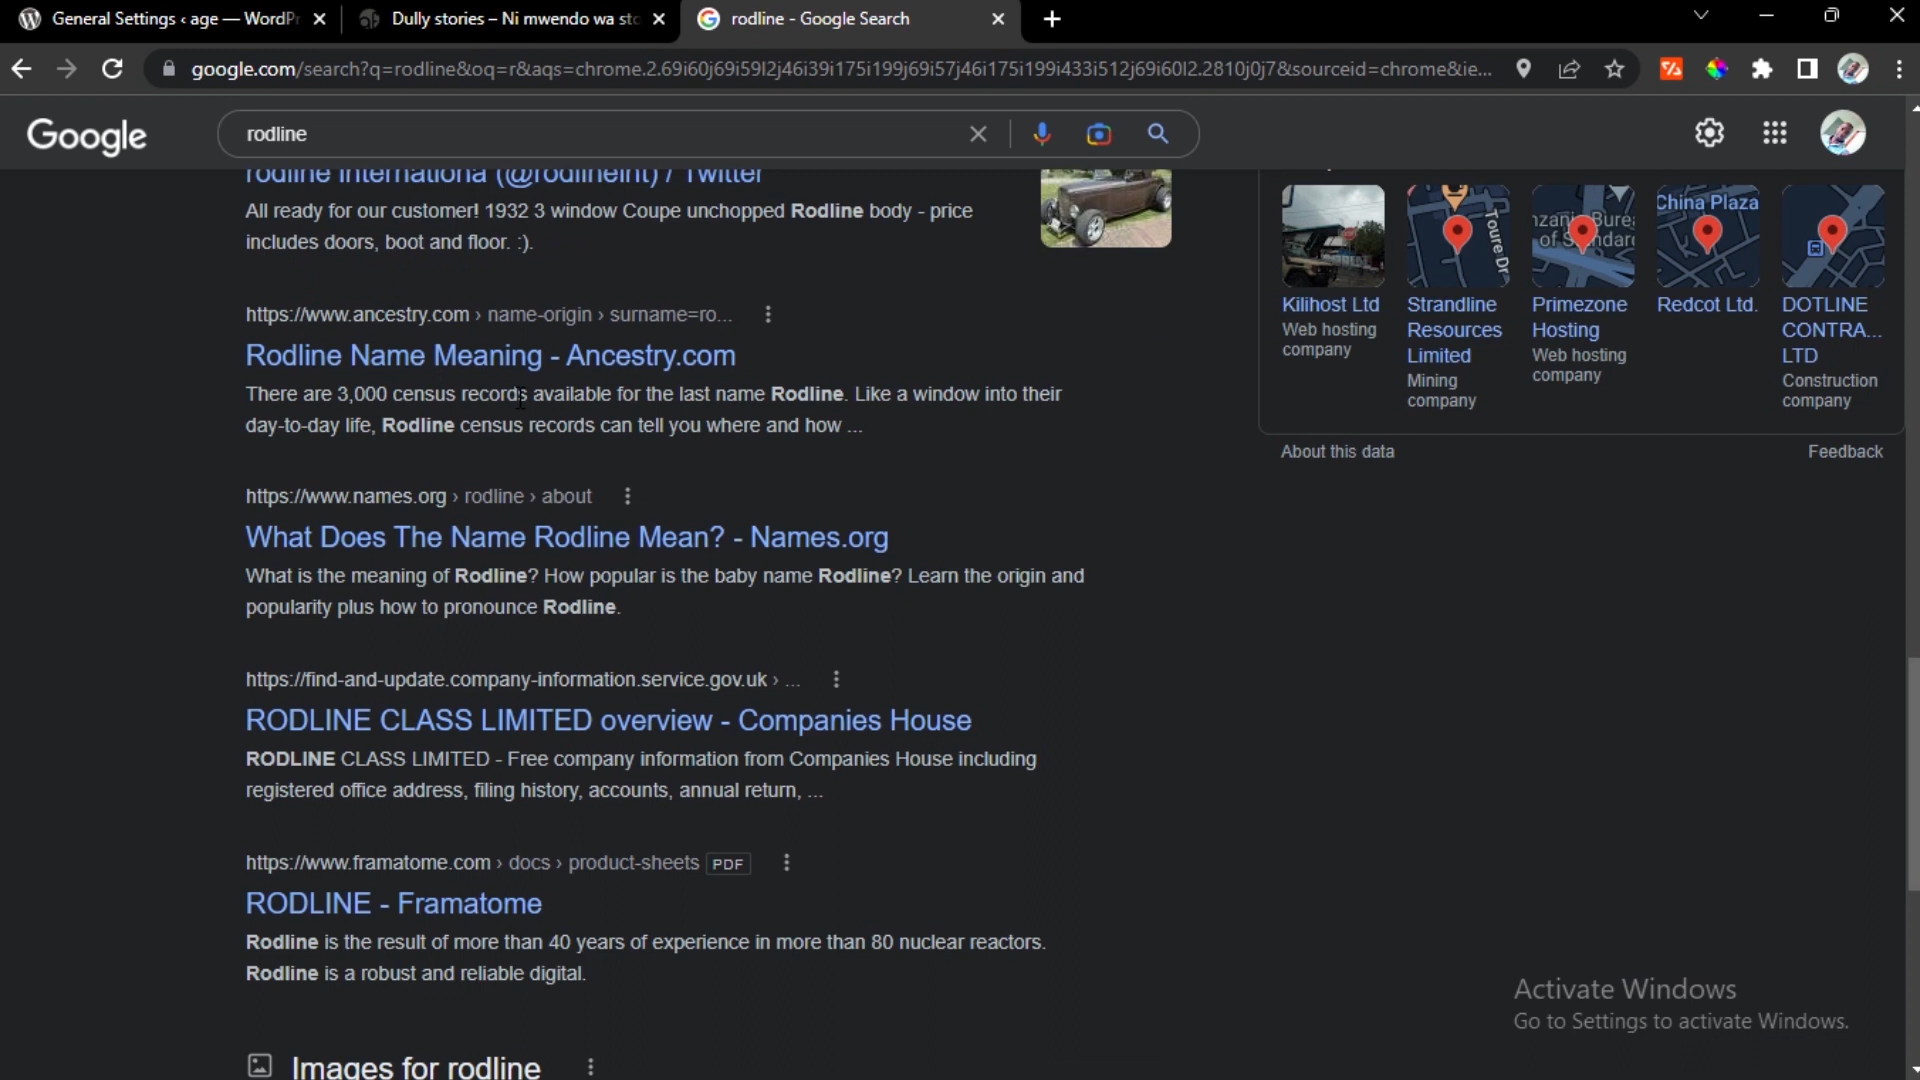 General Settings ‹ age — WordPr
Dully stories – Ni mwendo wa sto
rodline - Google Search
google.com/search?q=rodline&oq=r&aqs=chrome.2.69i60j69i59l2j46i39i175i199j69i57j46i175i199i433i512j69i60l2.2810j0j7&sourceid=chrome&ie...
Google
rodline
rodline internationa (@rodlineint) / Twitter
All ready for our customer! 1932 3 window Coupe unchopped Rodline body - price
includes doors, boot and floor. :).
https://www.ancestry.com › name-origin › surname=ro...
Rodline Name Meaning - Ancestry.com
There are 3,000 census records available for the last name Rodline. Like a window into their
day-to-day life, Rodline census records can tell you where and how ...
https://www.names.org › rodline › about
What Does The Name Rodline Mean? - Names.org
What is the meaning of Rodline? How popular is the baby name Rodline? Learn the origin and
popularity plus how to pronounce Rodline.
https://find-and-update.company-information.service.gov.uk › ...
RODLINE CLASS LIMITED overview - Companies House
RODLINE CLASS LIMITED - Free company information from Companies House including
registered office address, filing history, accounts, annual return, ...
https://www.framatome.com › docs › product-sheets PDF
RODLINE - Framatome
Rodline is the result of more than 40 years of experience in more than 80 nuclear reactors.
Rodline is a robust and reliable digital.
Images for rodline
Toure Dr
China Plaza
Kilihost Ltd
Web hosting
company
Strandline
Resources
Limited
Mining
company
Primezone
Hosting
Web hosting
company
Redcot Ltd.
DOTLINE
CONTRA...
LTD
Construction
company
About this data
Feedback
Activate Windows
Go to Settings to activate Windows.